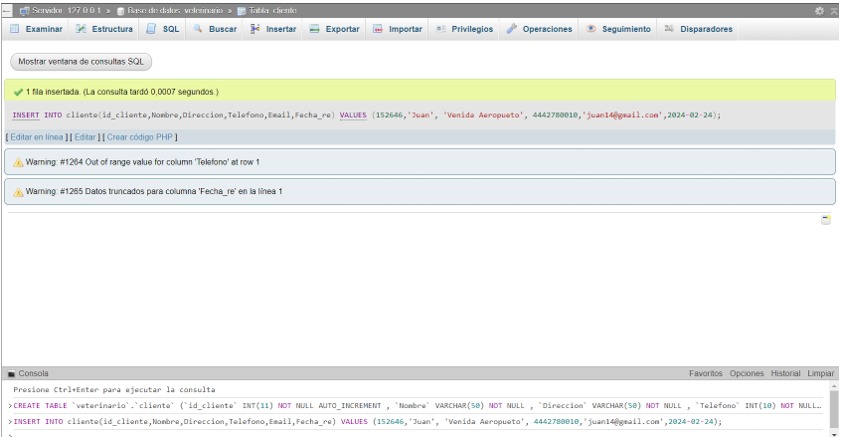 Servidor: 127.0.0.1 » Base de datos: veterinario » Tabla: cliente
Examinar Estructura SQL Buscar Insertar Exportar Importar Privilegios Operaciones Seguimiento Disparadores
Mostrar ventana de consultas SQL
1 fila insertada. (La consulta tardó 0,0007 segundos.)
INSERT INTO cliente(id_cliente,Nombre,Direccion,Telefono,Email,Fecha_re) VALUES (152646,'Juan', 'Venida Aeropueto', 4442780010,'juan14@gmail.com',2024-02-24);
[ Editar en línea ] [ Editar ] [ Crear código PHP ]
Warning: #1264 Out of range value for column 'Telefono' at row 1
Warning: #1265 Datos truncados para columna 'Fecha_re' en la línea 1
Consola Favoritos Opciones Historial Limpiar
Presione Ctrl+Enter para ejecutar la consulta
>CREATE TABLE `veterinario`.`cliente` (`id_cliente` INT(11) NOT NULL AUTO_INCREMENT , `Nombre` VARCHAR(50) NOT NULL , `Direccion` VARCHAR(50) NOT NULL , `Telefono` INT(10) NOT NULL…
>INSERT INTO cliente(id_cliente,Nombre,Direccion,Telefono,Email,Fecha_re) VALUES (152646,'Juan', 'Venida Aeropueto', 4442780010,'juan14@gmail.com',2024-02-24);
>